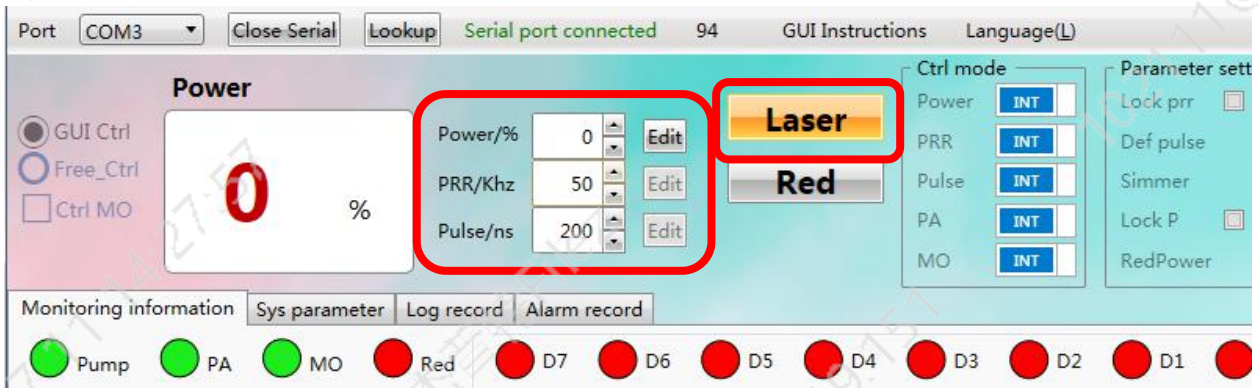 Port COM3 Close Serial Lookup Serial port connected 94 GUI Instructions Language(L)
Power
GUI Ctrl
Free_Ctrl
Ctrl MO
0 %
Power/% 0 Edit
PRR/Khz 50 Edit
Pulse/ns 200 Edit
Laser
Red
Ctrl mode
Power INT
PRR INT
Pulse INT
PA INT
MO INT
Parameter sett
Lock prr
Def pulse
Simmer
Lock P
RedPower
Monitoring information Sys parameter Log record Alarm record
Pump PA MO Red D7 D6 D5 D4 D3 D2 D1